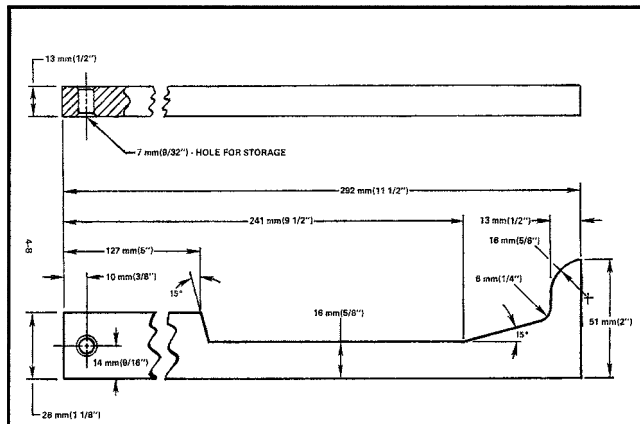 13 mm(1/2")
7 mm(9/32") - HOLE FOR STORAGE
292 mm(11 1/2")
241 mm(9 1/2")
13 mm(1/2")
127 mm(5")
16 mm(5/8")
4-8
10 mm(3/8")
6 mm(1/4")
15°
16 mm(5/8")
15°
51 mm(2")
14 mm(9/16")
28 mm(1 1/8")